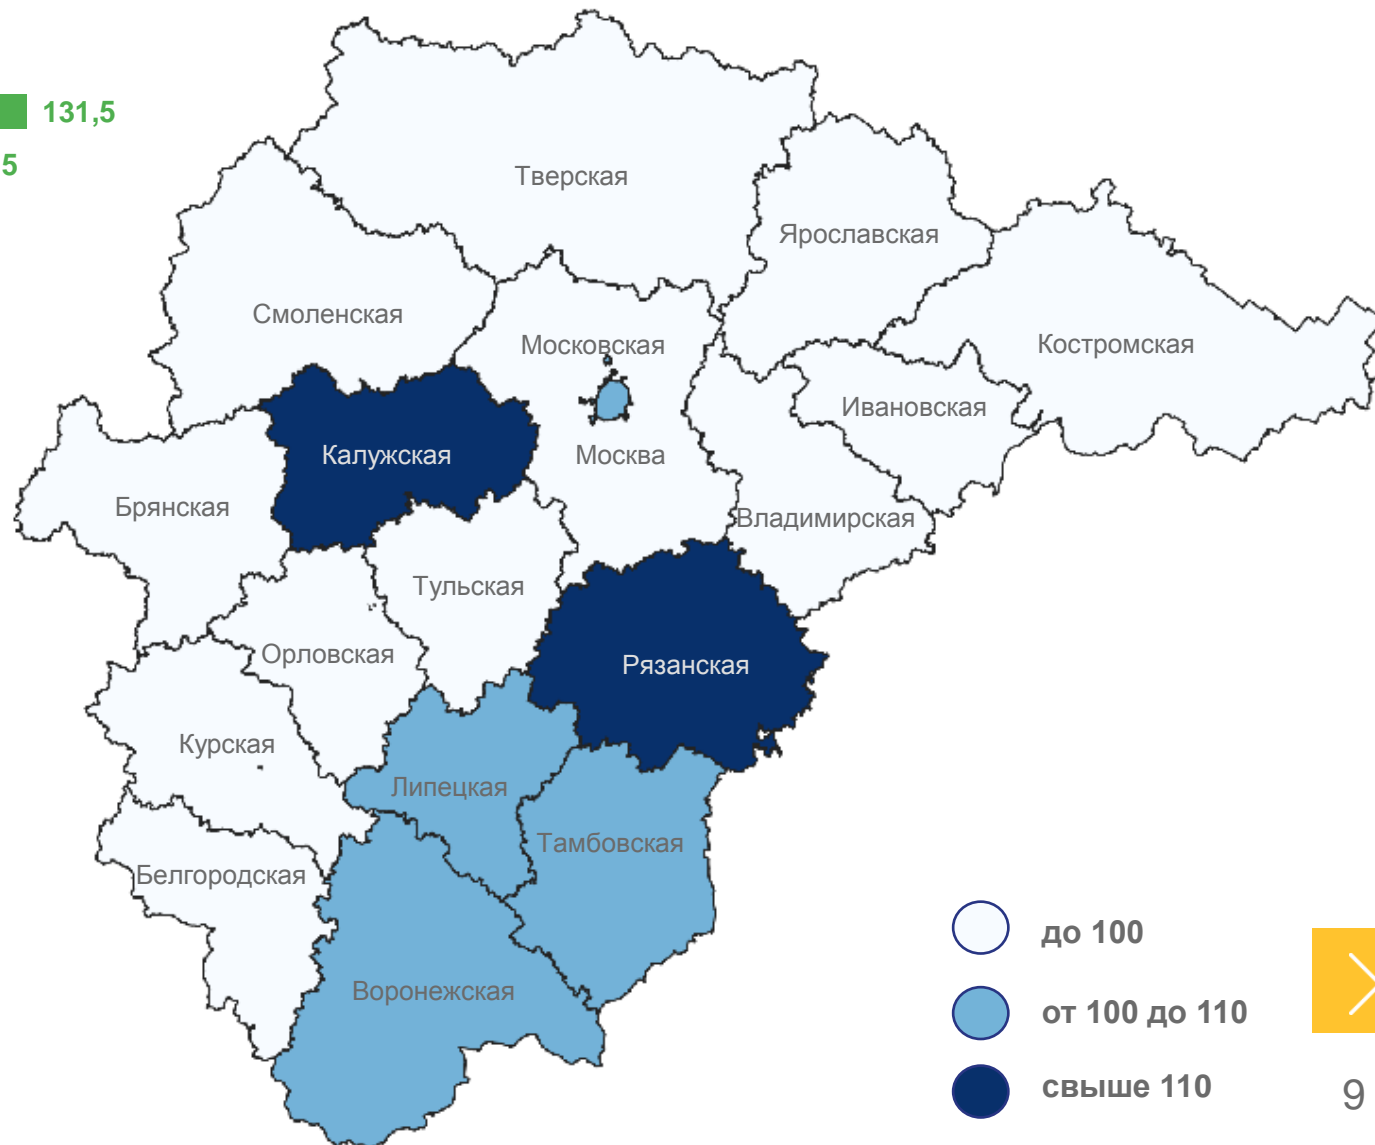 131,5
5
Тверская
Ярославская
Смоленская
Московская
Костромская
Ивановская
Калужская
Москва
Брянская
Владимирская
Тульская
Орловская
Рязанская
Курская
Липецкая
Тамбовская
Белгородская
до 100
Воронежская
от 100 до 110
свыше 110
9